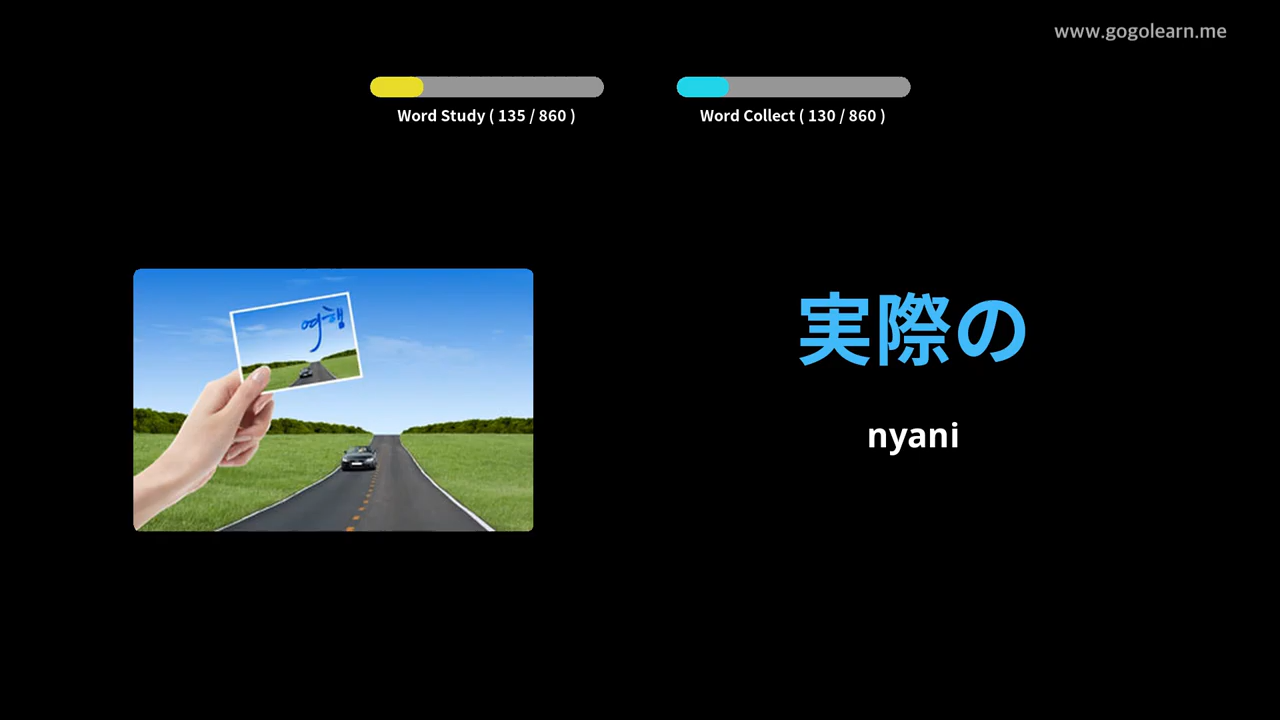 www.gogolearn.me
Word Study ( 135 / 860 )
Word Collect ( 130 / 860 )
여행
実際の
nyani